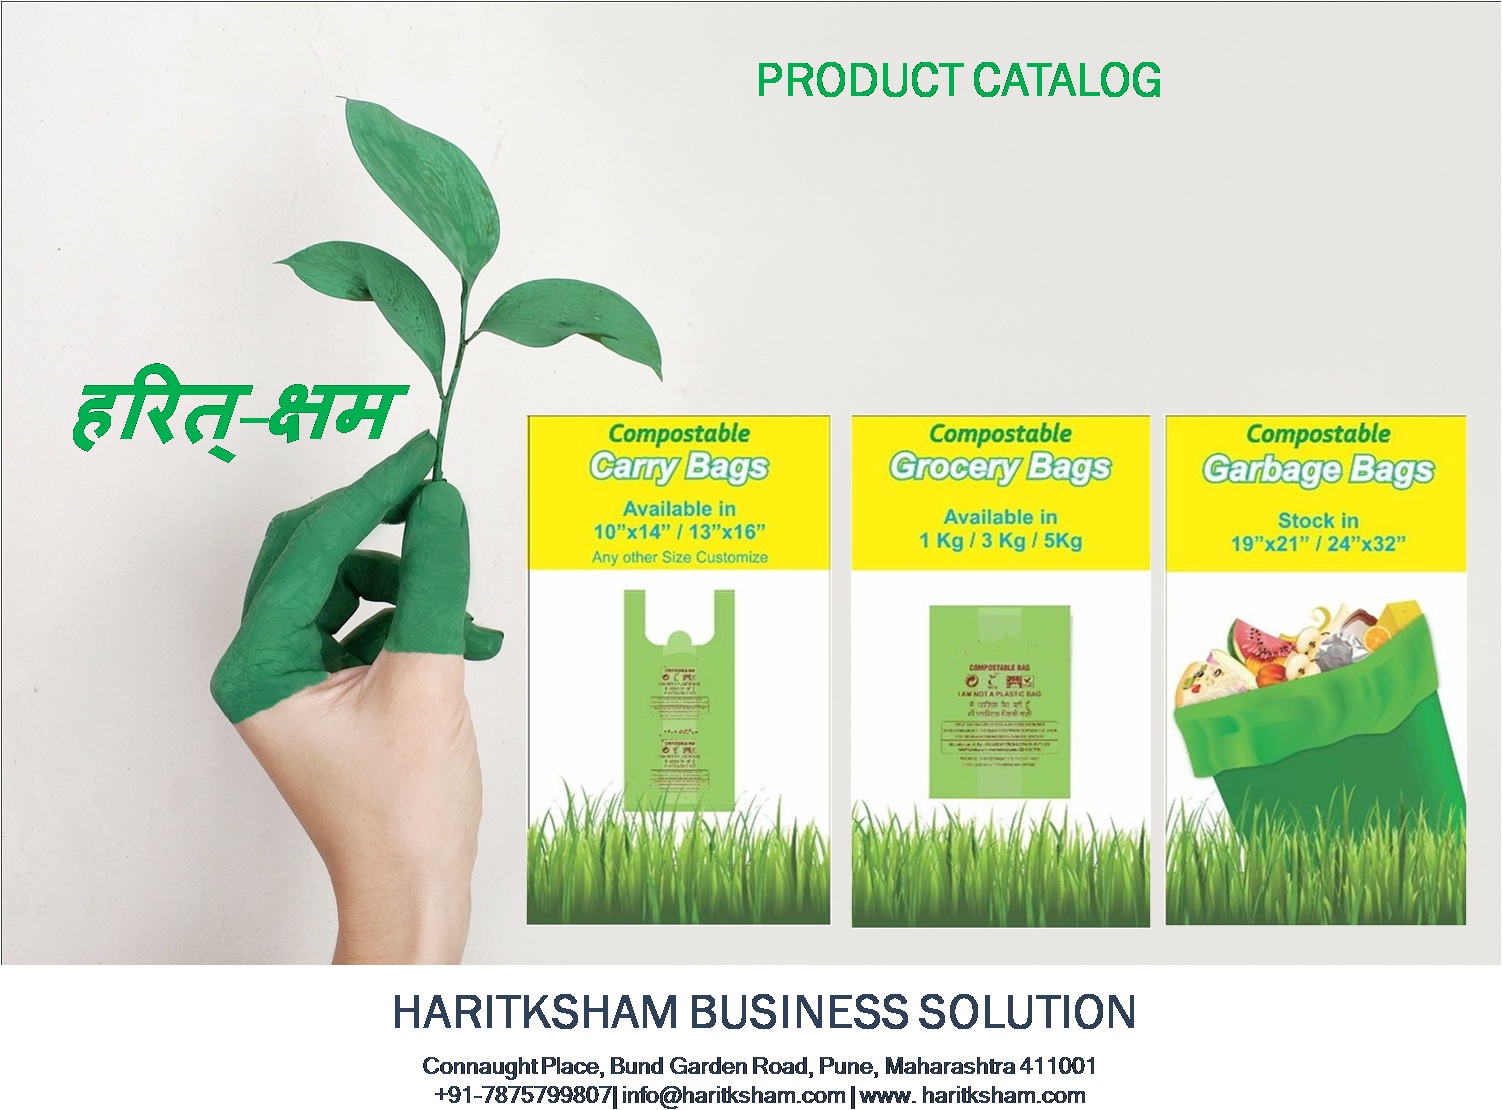 PRODUCT CATALOG
हरित्-क्षम
Compostable
Carry Bags
Available in
10”x14” / 13”x16”
Any other Size Customize
Compostable
Grocery Bags
Available in
1 Kg / 3 Kg / 5Kg
COMPOSTABLE BAG
I AM NOT A PLASTIC BAG
Compostable
Garbage Bags
Stock in
19”x21” / 24”x32”
HARITKSHAM BUSINESS SOLUTION
Connaught Place, Bund Garden Road, Pune, Maharashtra 411001
+91-7875799807| info@haritksham.com | www. haritksham.com